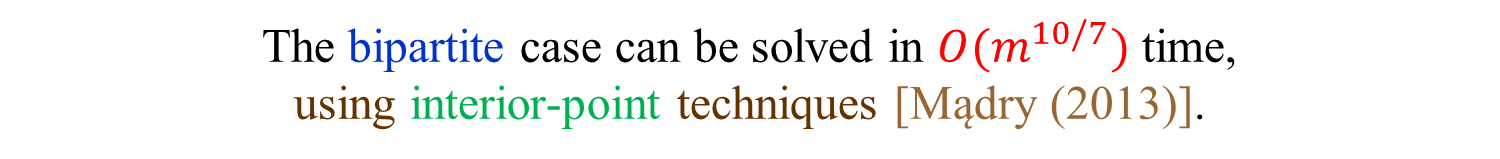 The bipartite case can be solved in 𝑂(𝑚^{10/7}) time,
using interior-point techniques [Mądry (2013)].